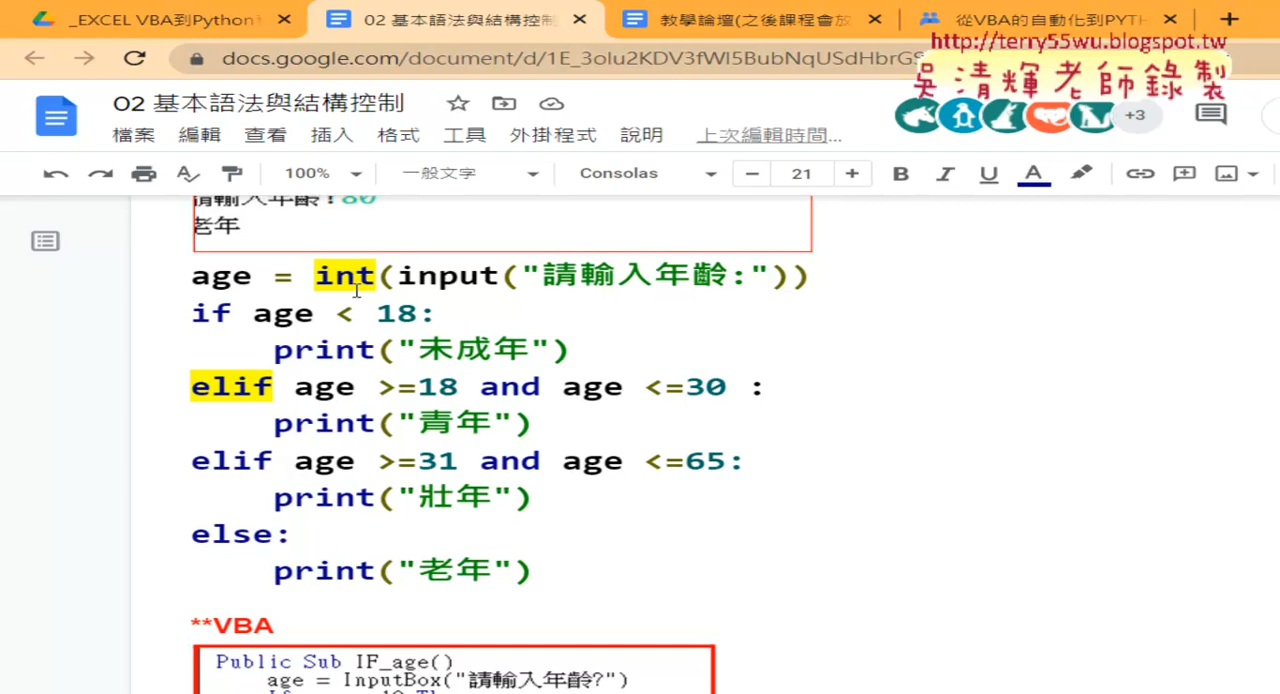 _EXCEL VBA到Python
02 基本語法與結構控制
教學論壇(之後課程會放
從VBA的自動化到PYTH
http://terry55wu.blogspot.tw
docs.google.com/document/d/1E_3olu2KDV3fWl5BubNqUSdHbrGS
吳清輝老師錄製
02 基本語法與結構控制
+3
檔案 編輯 查看 插入 格式 工具 外掛程式 說明 上次編輯時間...
100% 一般文字 Consolas 21 B I U A
請輸入年齡:80
老年
age = int(input("請輸入年齡:"))
if age < 18:
print("未成年")
elif age >=18 and age <=30 :
print("青年")
elif age >=31 and age <=65:
print("壯年")
else:
print("老年")
**VBA
Public Sub IF_age()
age = InputBox("請輸入年齡?")